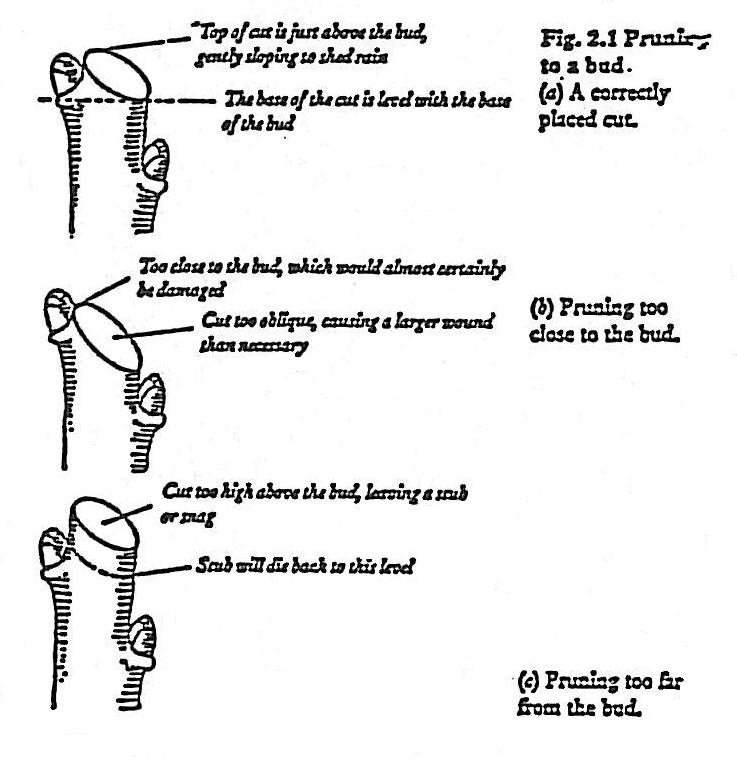 Top of cut is just above the bud,
gently sloping to shed rain
The base of the cut is level with the base
of the bud
Fig. 2.1 Pruning
to a bud.
(a) A correctly
placed cut.
Too close to the bud, which would almost certainly
be damaged
Cut too oblique, causing a larger wound
than necessary
(b) Pruning too
close to the bud.
Cut too high above the bud, leaving a stub
or snag
Stub will die back to this level
(c) Pruning too far
from the bud.